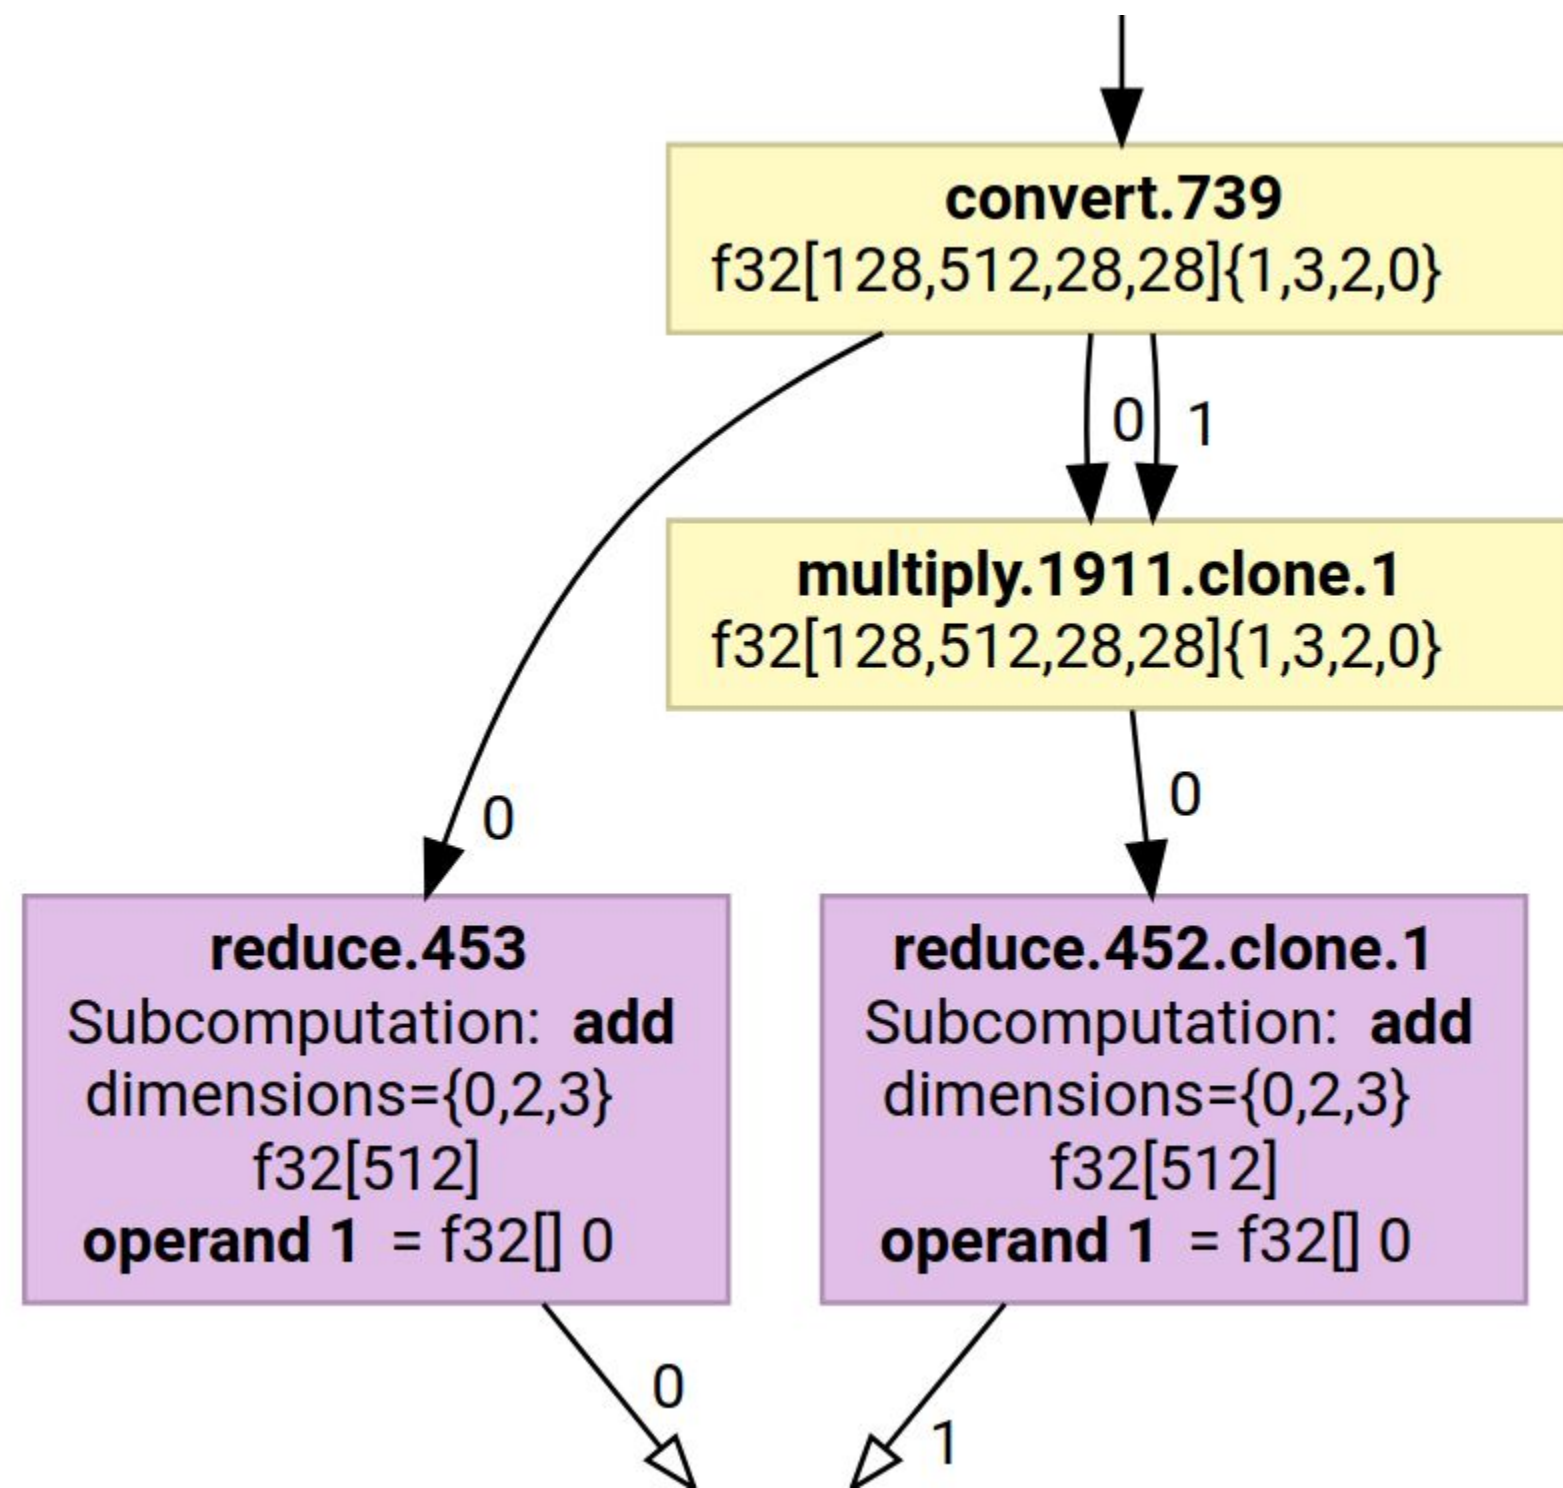 convert.739
f32[128,512,28,28]{1,3,2,0}
0
1
multiply.1911.clone.1
f32[128,512,28,28]{1,3,2,0}
0
0
reduce.453
Subcomputation: add
dimensions={0,2,3}
f32[512]
operand 1 = f32[] 0
reduce.452.clone.1
Subcomputation: add
dimensions={0,2,3}
f32[512]
operand 1 = f32[] 0
0
1